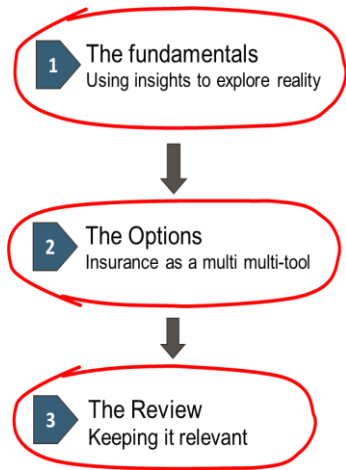 1
The fundamentals
Using insights to explore reality
2
The Options
Insurance as a multi multi-tool
3
The Review
Keeping it relevant